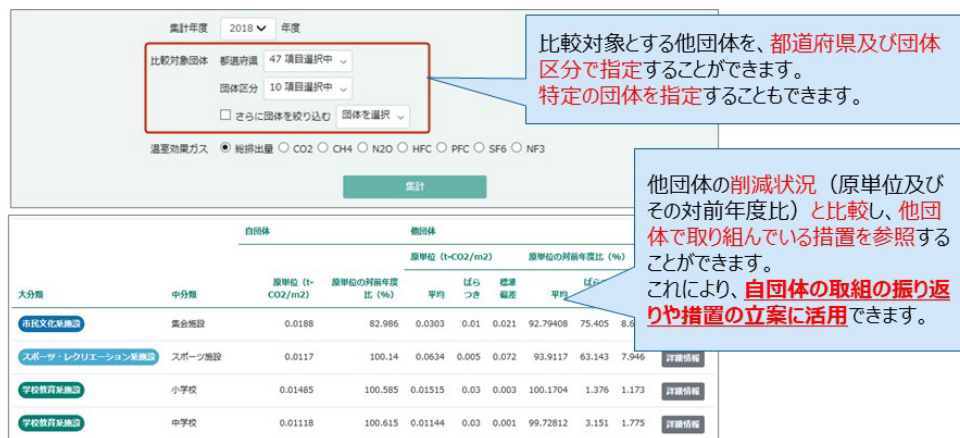 集計年度 2018 年度
比較対象団体 都道府県 47 項目選択中
団体区分 10 項目選択中
さらに団体を絞り込む 団体を選択
温室効果ガス 総排出量 CO2 CH4 N2O HFC PFC SF6 NF3
集計
比較対象とする他団体を、都道府県及び団体
区分で指定することができます。
特定の団体を指定することもできます。
他団体の削減状況(原単位及び
その対前年度比)と比較し、他団
体で取り組んでいる措置を参照する
ことができます。
これにより、自団体の取組の振り返
りや措置の立案に活用できます。
自団体 他団体
原単位 (t-CO2/m2) 原単位の対前年度比 (%)
大分類 中分類 原単位 (t-CO2/m2) 原単位の対前年度比 (%) 平均 ばらつき 標準偏差 平均
市民文化系施設 集会施設 0.0188 82.986 0.0303 0.01 0.021 92.79408 75.405
スポーツ・レクリエーション系施設 スポーツ施設 0.0117 100.14 0.0634 0.005 0.072 93.9117 63.143 7.946 詳細情報
学校教育系施設 小学校 0.01485 100.585 0.01515 0.03 0.003 100.1704 1.376 1.173 詳細情報
学校教育系施設 中学校 0.01118 100.615 0.01144 0.03 0.001 99.72812 3.151 1.775 詳細情報